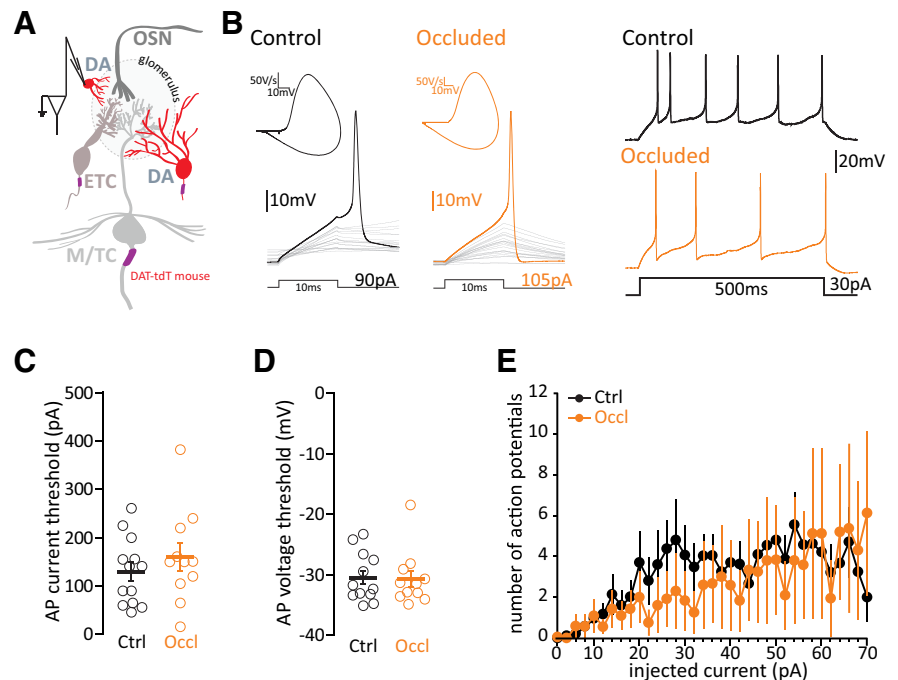 A
OSN
DA
glomerulus
ETC
DA
M/TC
DAT-tdT mouse
B
Control
50V/s
10mV
10mV
10ms
90pA
Occluded
50V/s
10mV
10mV
10ms
105pA
Control
Occluded
20mV
500ms
30pA
C
AP current threshold (pA)
500
400
300
200
100
0
Ctrl
Occl
D
AP voltage threshold (mV)
0
-10
-20
-30
-40
Ctrl
Occl
E
number of action potentials
12
10
8
6
4
2
0
Ctrl
Occl
0 10 20 30 40 50 60 70
injected current (pA)